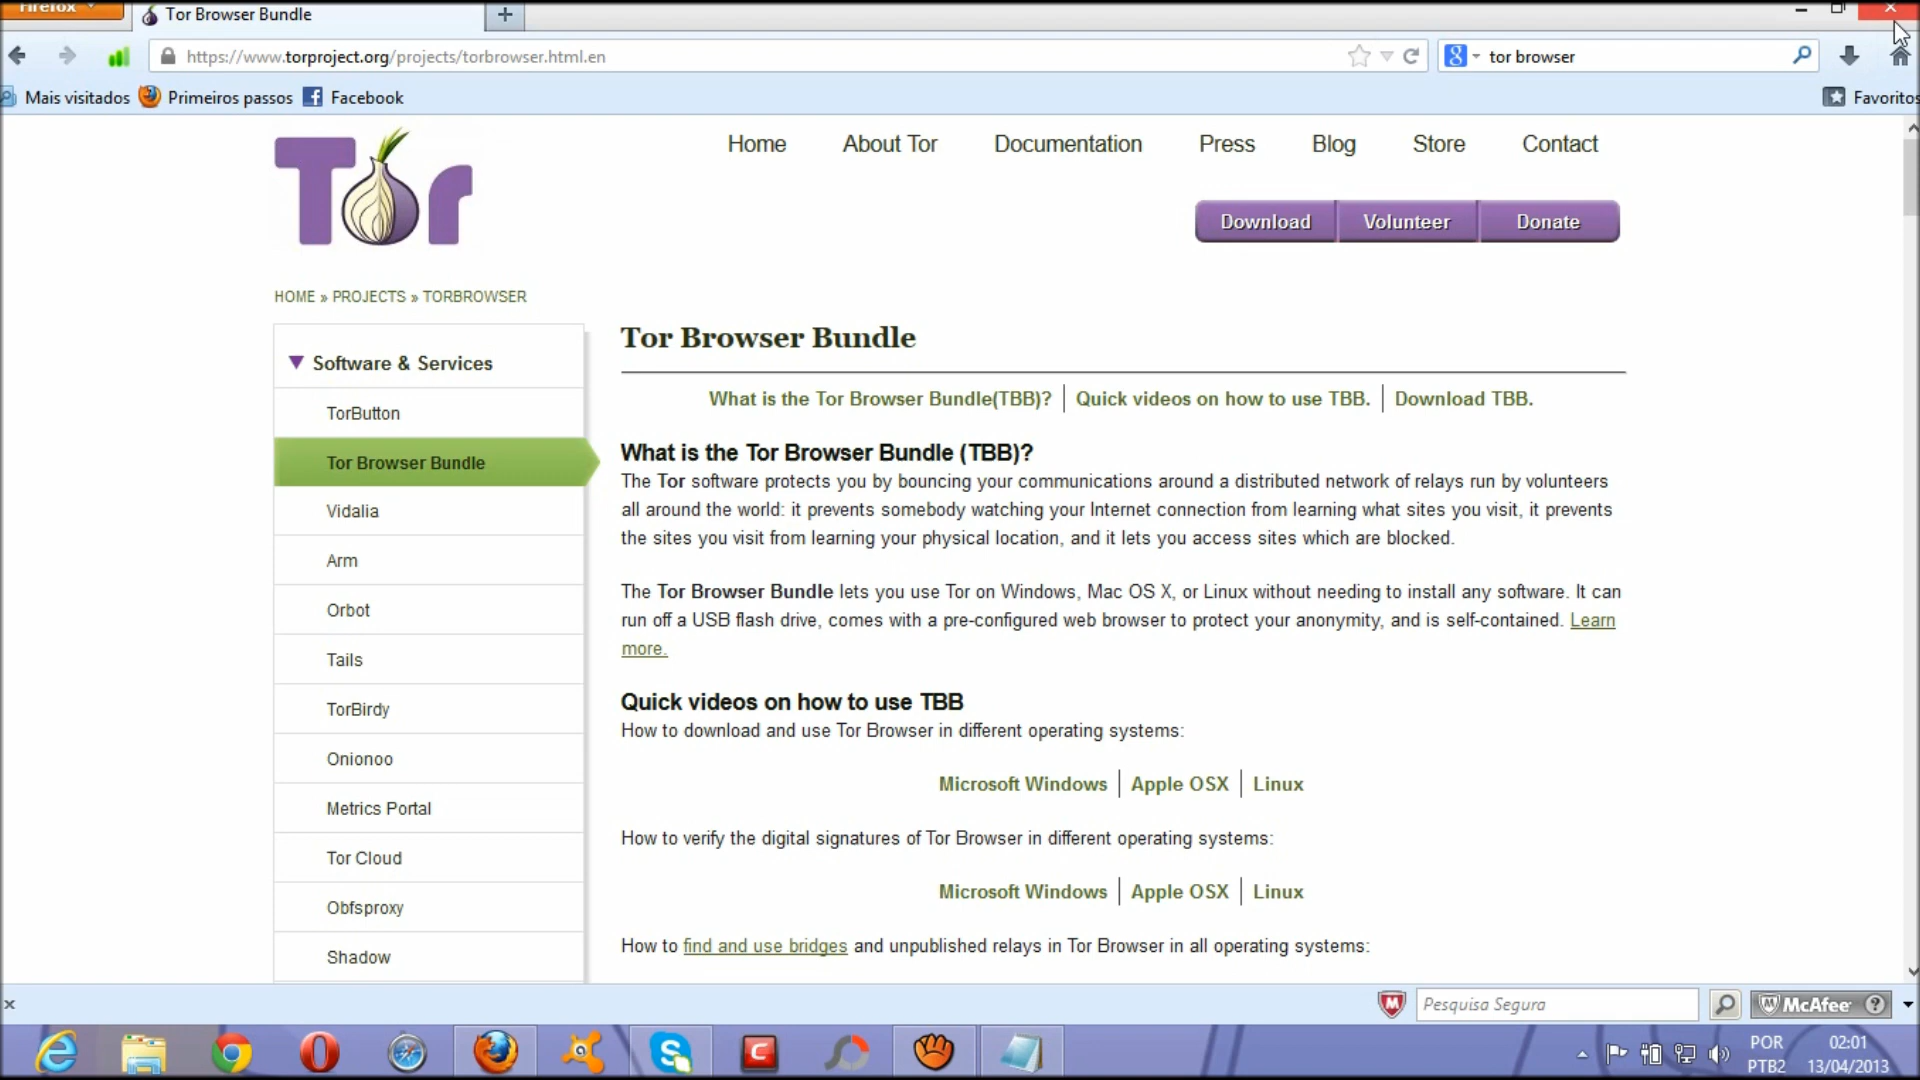 Firefox
Tor Browser Bundle
https://www.torproject.org/projects/torbrowser.html.en
tor browser
Mais visitados
Primeiros passos
Facebook
Favoritos
Tor
Home
About Tor
Documentation
Press
Blog
Store
Contact
Download
Volunteer
Donate
HOME » PROJECTS » TORBROWSER
Software & Services
TorButton
Tor Browser Bundle
Vidalia
Arm
Orbot
Tails
TorBirdy
Onionoo
Metrics Portal
Tor Cloud
Obfsproxy
Shadow
Tor Browser Bundle
What is the Tor Browser Bundle(TBB)?
Quick videos on how to use TBB.
Download TBB.
What is the Tor Browser Bundle (TBB)?
The Tor software protects you by bouncing your communications around a distributed network of relays run by volunteers
all around the world: it prevents somebody watching your Internet connection from learning what sites you visit, it prevents
the sites you visit from learning your physical location, and it lets you access sites which are blocked.
The Tor Browser Bundle lets you use Tor on Windows, Mac OS X, or Linux without needing to install any software. It can
run off a USB flash drive, comes with a pre-configured web browser to protect your anonymity, and is self-contained. Learn
more.
Quick videos on how to use TBB
How to download and use Tor Browser in different operating systems:
Microsoft Windows
Apple OSX
Linux
How to verify the digital signatures of Tor Browser in different operating systems:
Microsoft Windows
Apple OSX
Linux
How to find and use bridges and unpublished relays in Tor Browser in all operating systems:
Pesquisa Segura
McAfee
POR
PTB2
02:01
13/04/2013